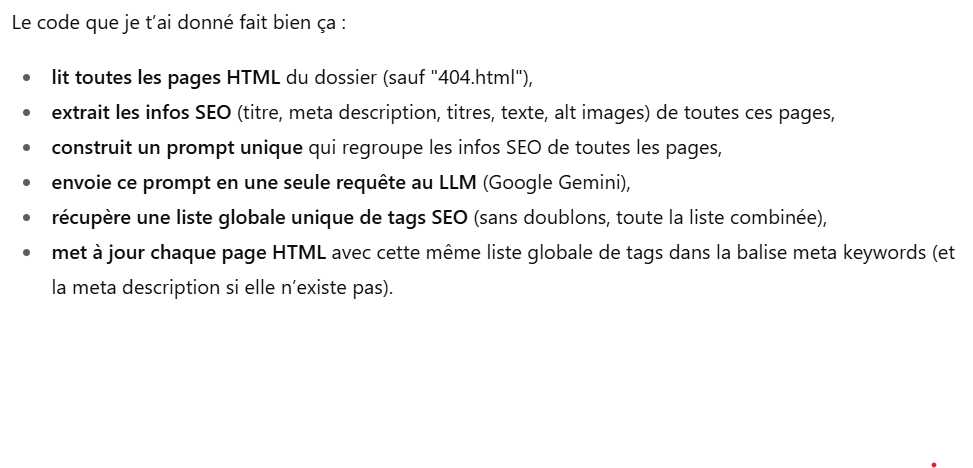 Le code que je t’ai donné fait bien ça :
lit toutes les pages HTML du dossier (sauf "404.html"),
extrait les infos SEO (titre, meta description, titres, texte, alt images) de toutes ces pages,
construit un prompt unique qui regroupe les infos SEO de toutes les pages,
envoie ce prompt en une seule requête au LLM (Google Gemini),
récupère une liste globale unique de tags SEO (sans doublons, toute la liste combinée),
met à jour chaque page HTML avec cette même liste globale de tags dans la balise meta keywords (et
la meta description si elle n’existe pas).